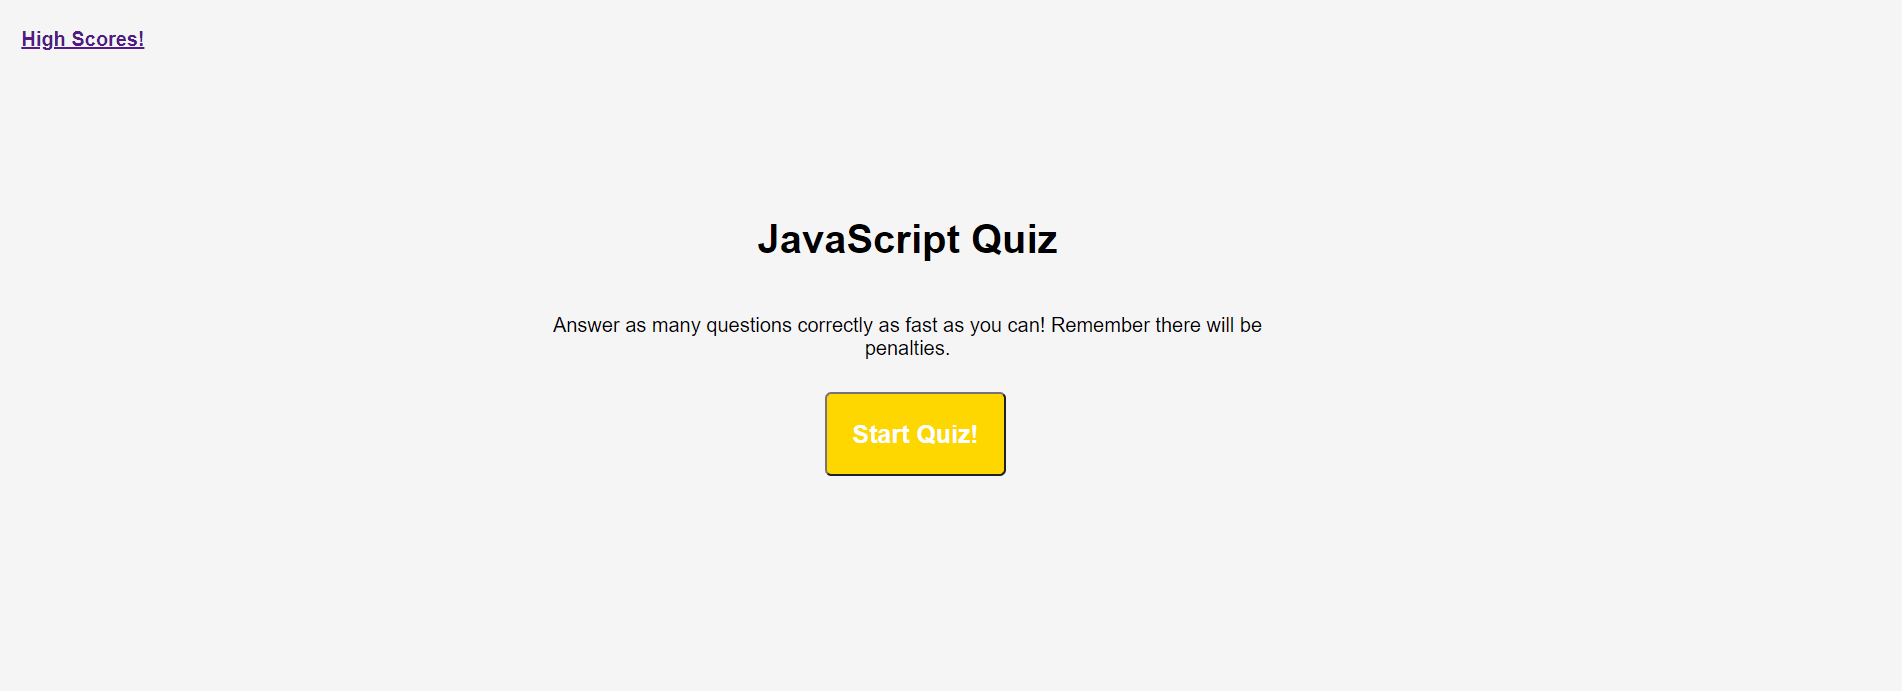 High Scores!
JavaScript Quiz
Answer as many questions correctly as fast as you can! Remember there will be
penalties.
Start Quiz!